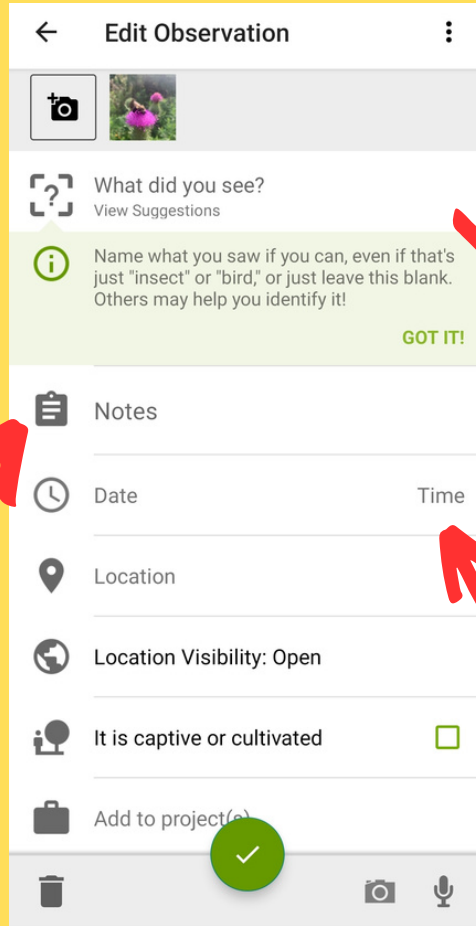 Edit Observation
What did you see?
View Suggestions
Name what you saw if you can, even if that's
just "insect" or "bird," or just leave this blank.
Others may help you identify it!
GOT IT!
Notes
Date Time
Location
Location Visibility: Open
It is captive or cultivated
Add to project(s)